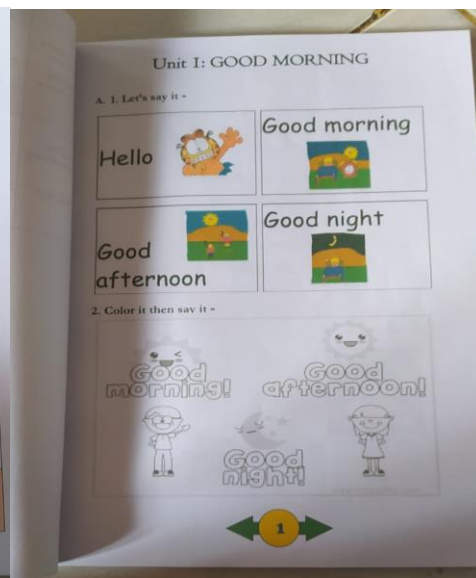 Unit 1: GOOD MORNING
A. 1. Let's say it -
Hello
Good morning
Good
afternoon
Good night
2. Color it then say it -
Good
morning!
Good
afternoon!
Good
night!
1